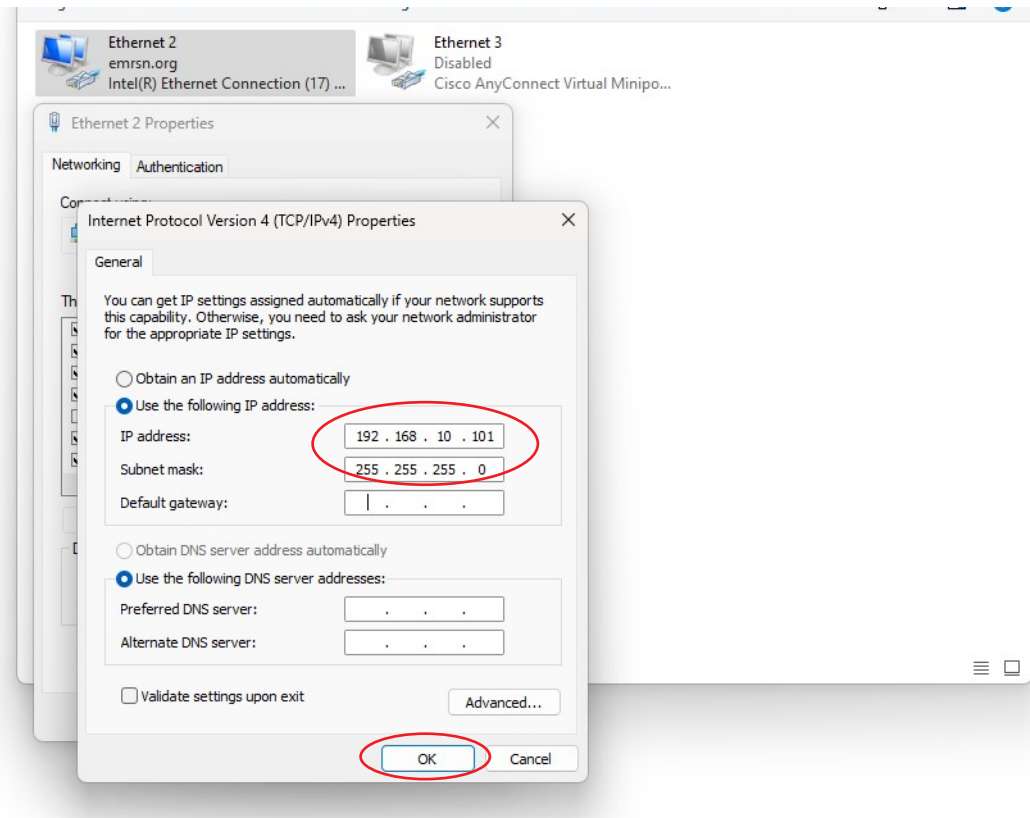 Ethernet 2
emrsn.org
Intel(R) Ethernet Connection (17) ...
Ethernet 3
Disabled
Cisco AnyConnect Virtual Minipo...
Ethernet 2 Properties
Networking
Authentication
Internet Protocol Version 4 (TCP/IPv4) Properties
General
You can get IP settings assigned automatically if your network supports
this capability. Otherwise, you need to ask your network administrator
for the appropriate IP settings.
Obtain an IP address automatically
Use the following IP address:
IP address: 192 . 168 . 10 . 101
Subnet mask: 255 . 255 . 255 . 0
Default gateway: . . .
Obtain DNS server address automatically
Use the following DNS server addresses:
Preferred DNS server: . . .
Alternate DNS server: . . .
Validate settings upon exit
Advanced...
OK
Cancel